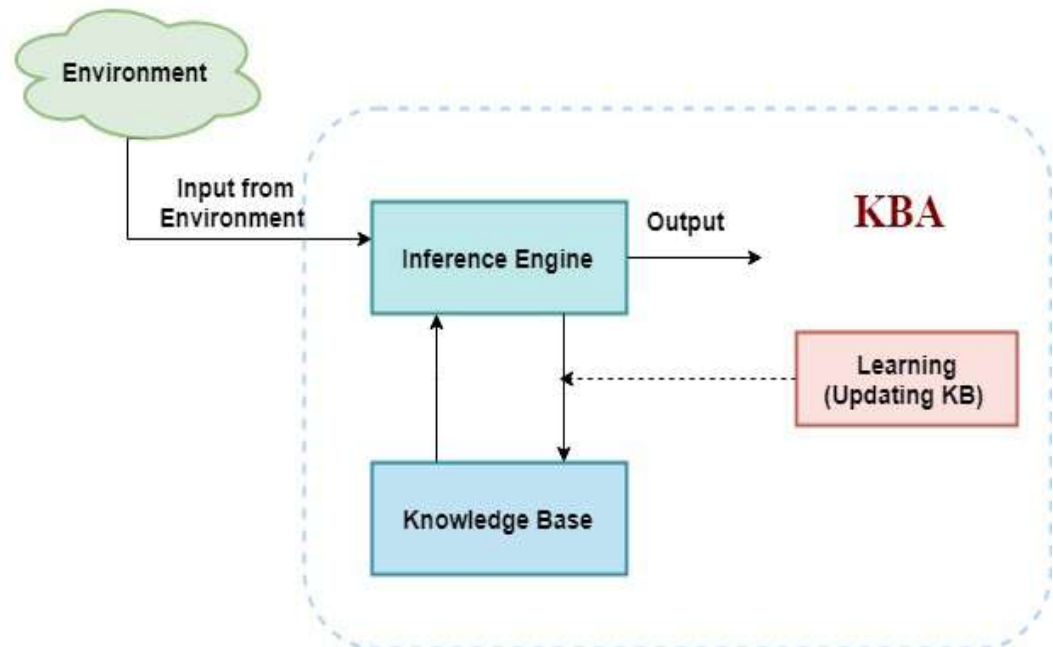 Environment
Input from
Environment
Inference Engine
Output
KBA
Learning
(Updating KB)
Knowledge Base